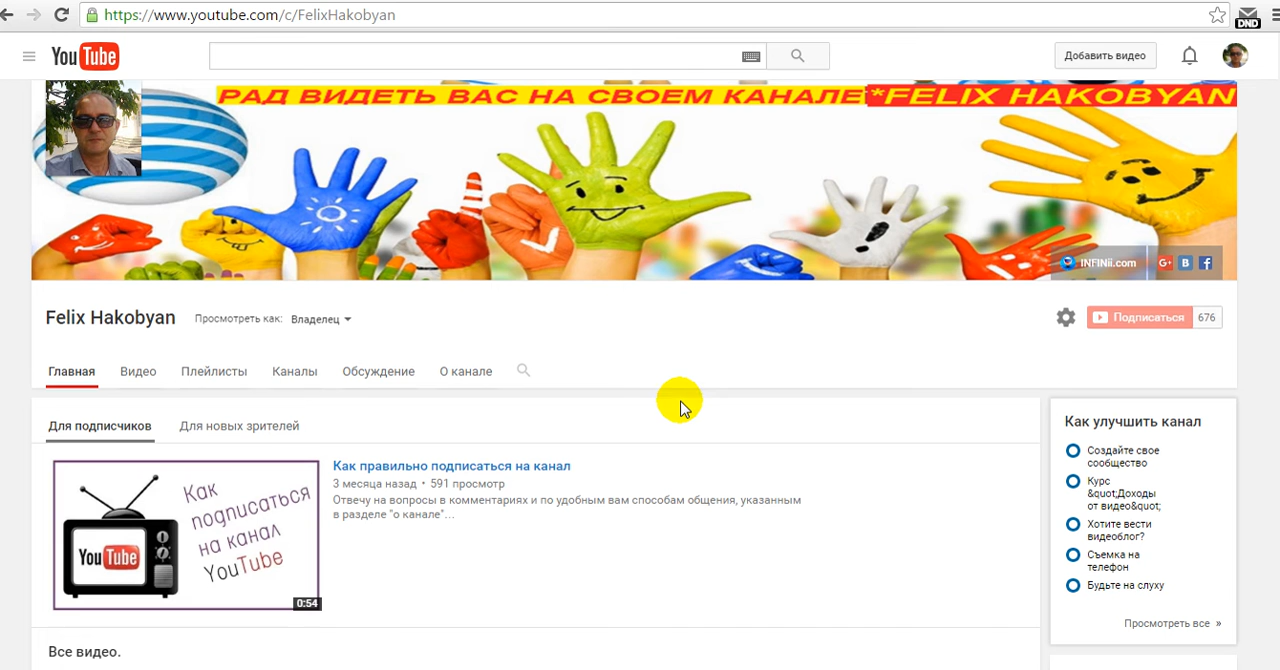 https://www.youtube.com/c/FelixHakobyan
DND
YouTube
Добавить видео
РАД ВИДЕТЬ ВАС НА СВОЕМ КАНАЛЕ!*FELIX HAKOBYAN
INFINii.com
Felix Hakobyan
Просмотреть как: Владелец
Подписаться 676
Главная Видео Плейлисты Каналы Обсуждение О канале
Для подписчиков Для новых зрителей
Как правильно подписаться на канал
3 месяца назад • 591 просмотр
Отвечу на вопросы в комментариях и по удобным вам способам общения, указанным
в разделе "о канале"...
Как
подписаться
на канал
YouTube
YouTube
0:54
Все видео.
Как улучшить канал
Создайте свое
сообщество
Курс
&quot;Доходы
от видео&quot;
Хотите вести
видеоблог?
Съемка на
телефон
Будьте на слуху
Просмотреть все »